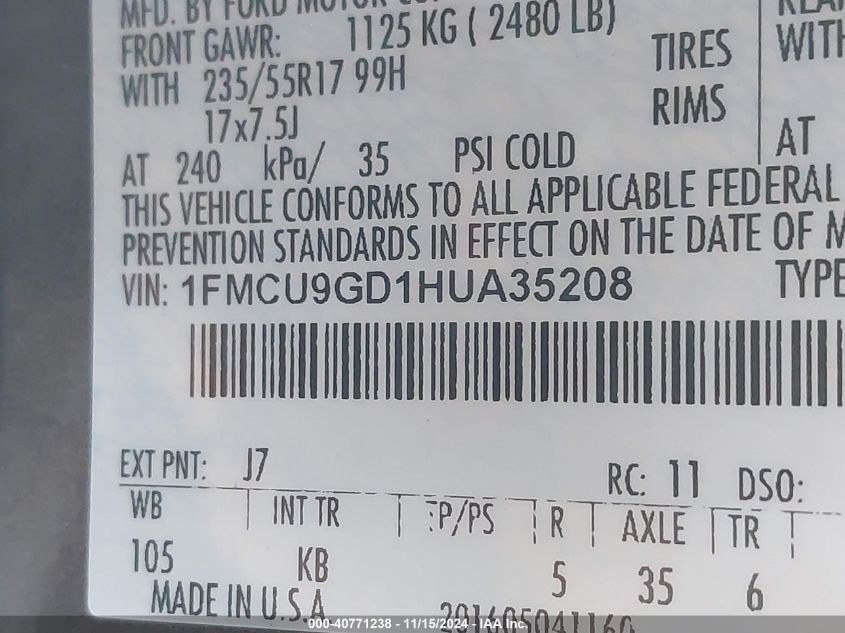 MFD. BY FORD MOTOR
FRONT GAWR: 1125 KG ( 2480 LB)
WITH 235/55R17 99H TIRES WITH
17x7.5J RIMS
AT 240 kPa/ 35 PSI COLD AT
THIS VEHICLE CONFORMS TO ALL APPLICABLE FEDERAL
PREVENTION STANDARDS IN EFFECT ON THE DATE OF M
VIN: 1FMCU9GD1HUA35208 TYPE
EXT PNT: J7 RC: 11 DSO:
WB INT TR TP/PS R AXLE TR
105 KB 5 35 6
MADE IN U.S.A
201605041160
000-40771238 - 11/15/2024 - IAA Inc.